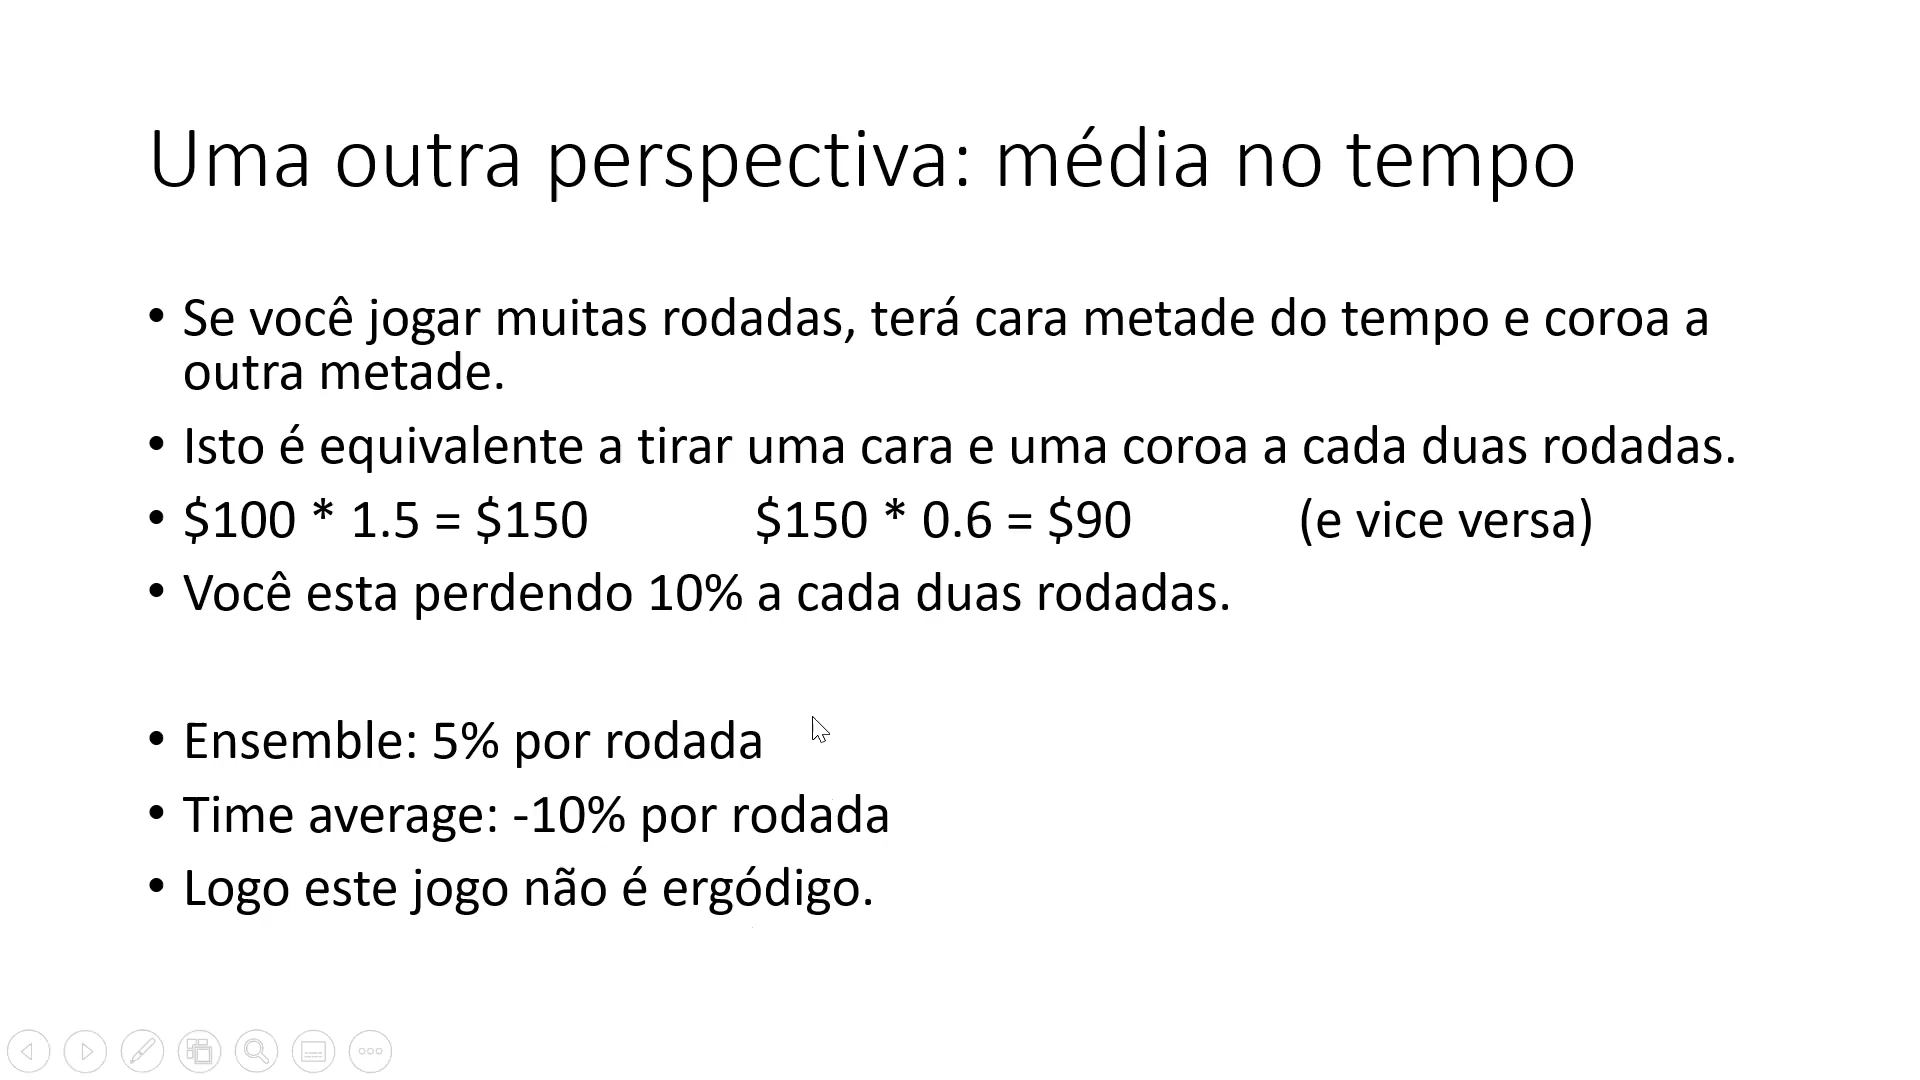 Uma outra perspectiva: média no tempo
• Se você jogar muitas rodadas, terá cara metade do tempo e coroa a
outra metade.
• Isto é equivalente a tirar uma cara e uma coroa a cada duas rodadas.
• $100 * 1.5 = $150 $150 * 0.6 = $90 (e vice versa)
• Você esta perdendo 10% a cada duas rodadas.
• Ensemble: 5% por rodada
• Time average: -10% por rodada
• Logo este jogo não é ergódigo.